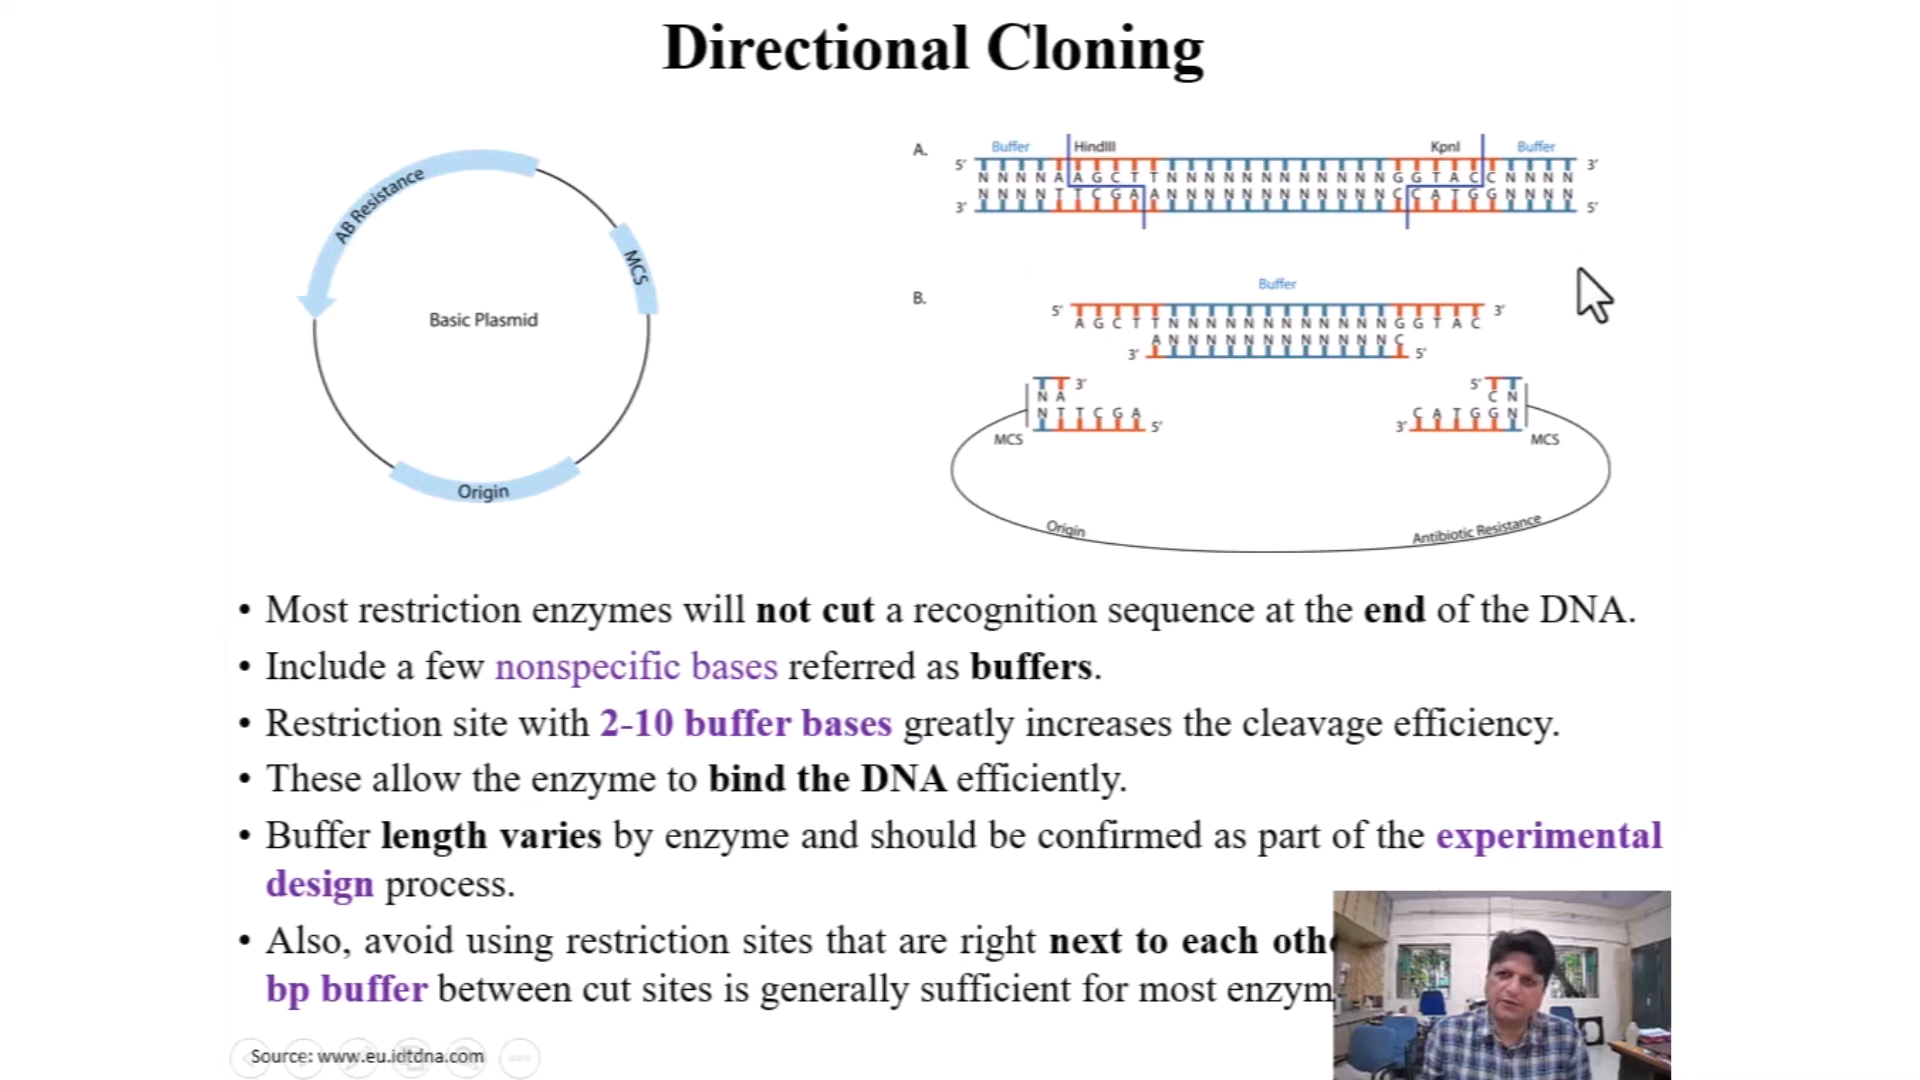 Directional Cloning
AB Resistance
MCS
Basic Plasmid
Origin
A.
Buffer HindIII KpnI Buffer
5' 3'
N N N N A A G C T T N N N N N N N N N N N N G G T A C C N N N N
N N N N T T C G A A N N N N N N N N N N N N C C A T G G N N N N
3' 5'
B.
Buffer
5' 3'
A G C T T N N N N N N N N N N N N G G T A C
A N N N N N N N N N N N N C
3' 5'
3' 5'
N A C N
N T T C G A C A T G G N
5' 3'
MCS MCS
Origin Antibiotic Resistance
• Most restriction enzymes will not cut a recognition sequence at the end of the DNA.
• Include a few nonspecific bases referred as buffers.
• Restriction site with 2-10 buffer bases greatly increases the cleavage efficiency.
• These allow the enzyme to bind the DNA efficiently.
• Buffer length varies by enzyme and should be confirmed as part of the experimental
design process.
• Also, avoid using restriction sites that are right next to each
bp buffer between cut sites is generally sufficient for most
Source: www.eu.idtdna.com